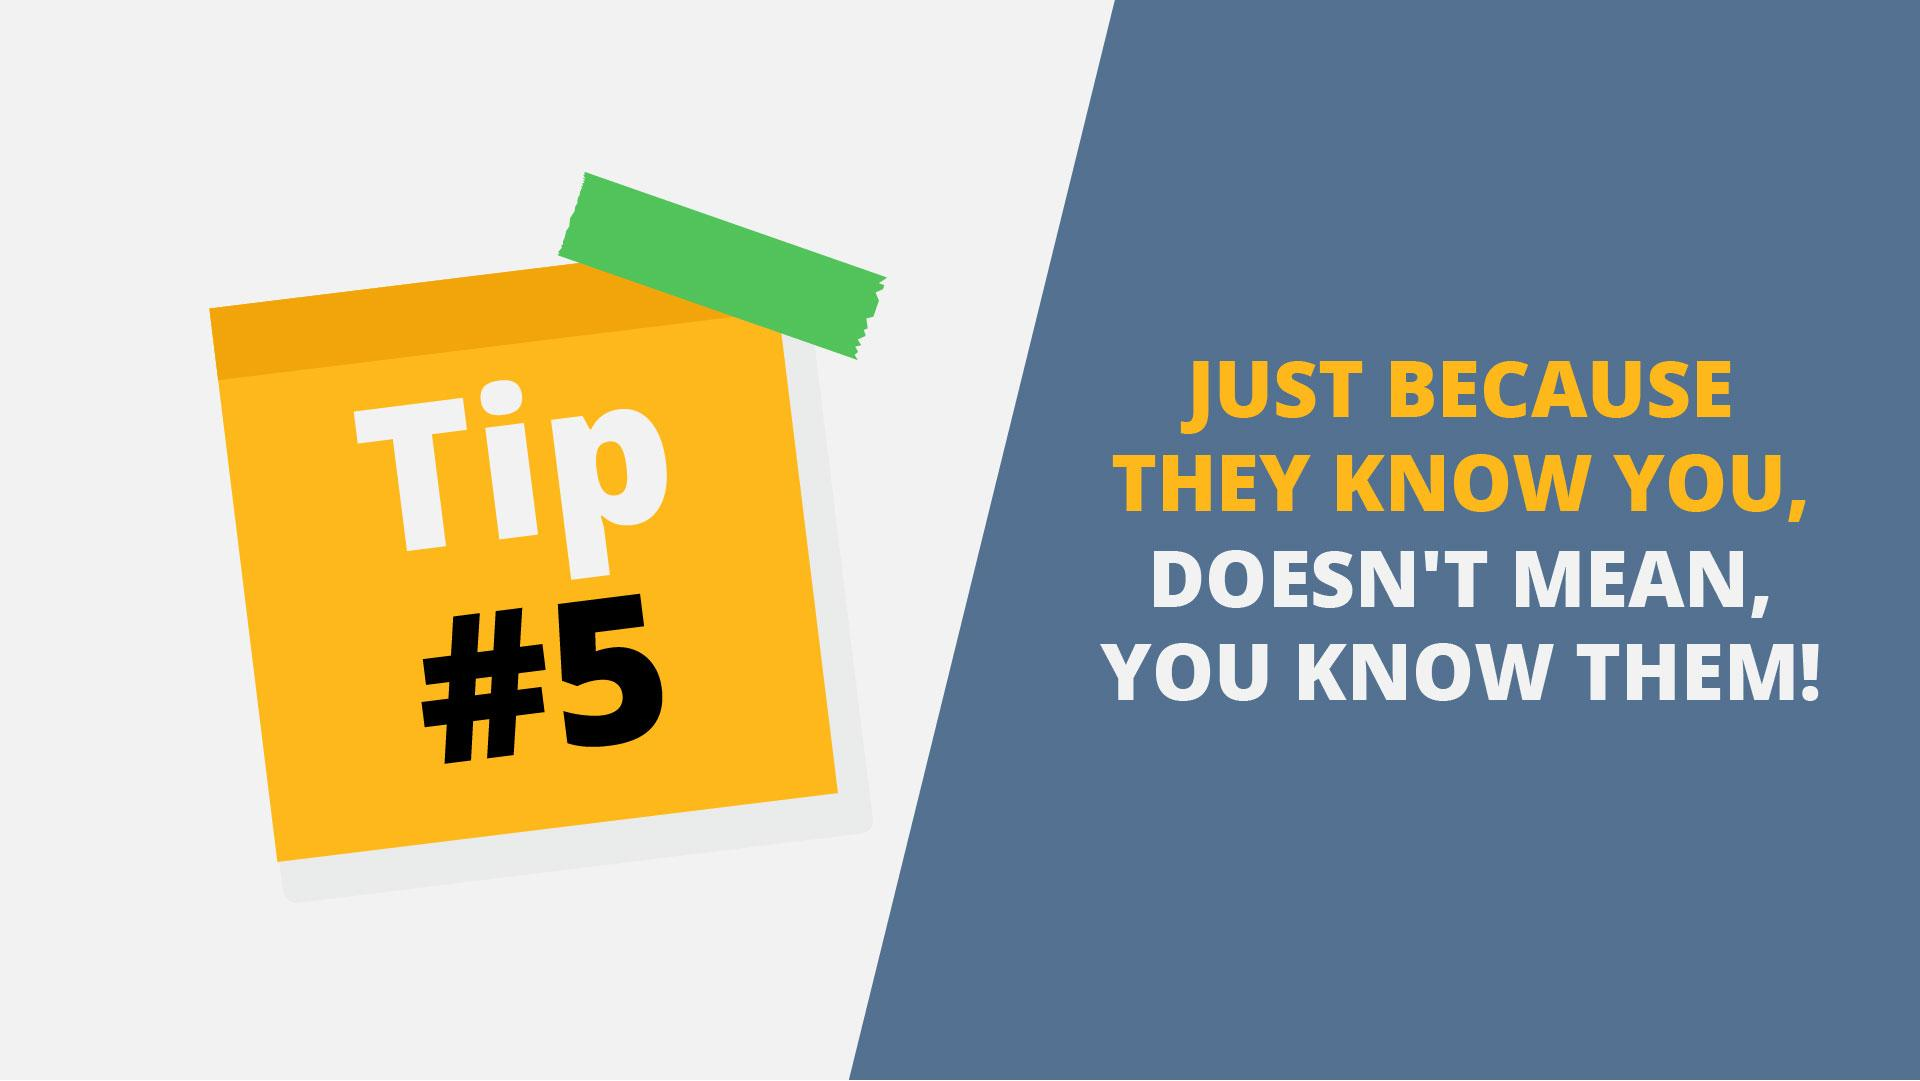 Tip
#5
JUST BECAUSE
THEY KNOW YOU,
DOESN'T MEAN,
YOU KNOW THEM!